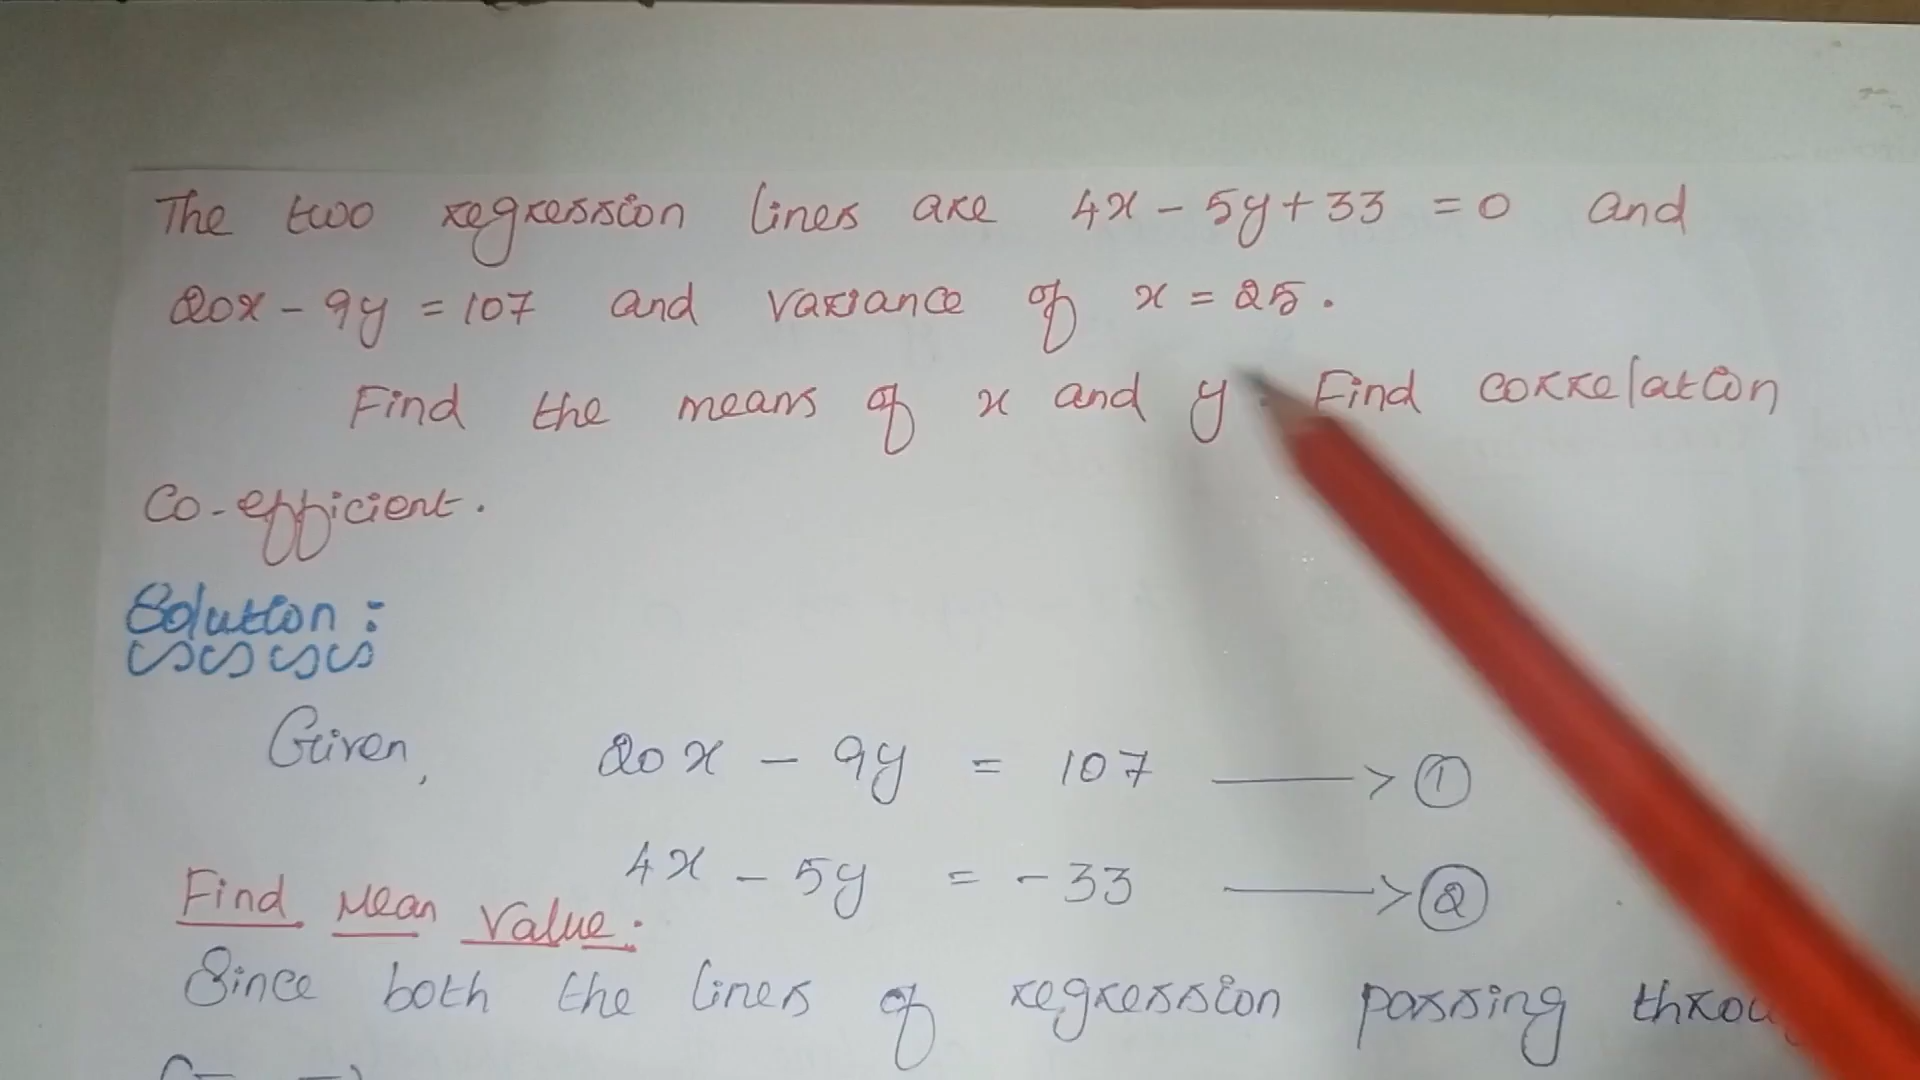 The two regression lines are 4x - 5y + 33 = 0 and
20x - 9y = 107 and variance of x = 25.
Find the means of x and y. Find correlation
Co-efficient.
Solution:
Given, 20x - 9y = 107 ——> ①
4x - 5y = -33 ——> ②
Find Mean Value.
Since both the lines of regression passing